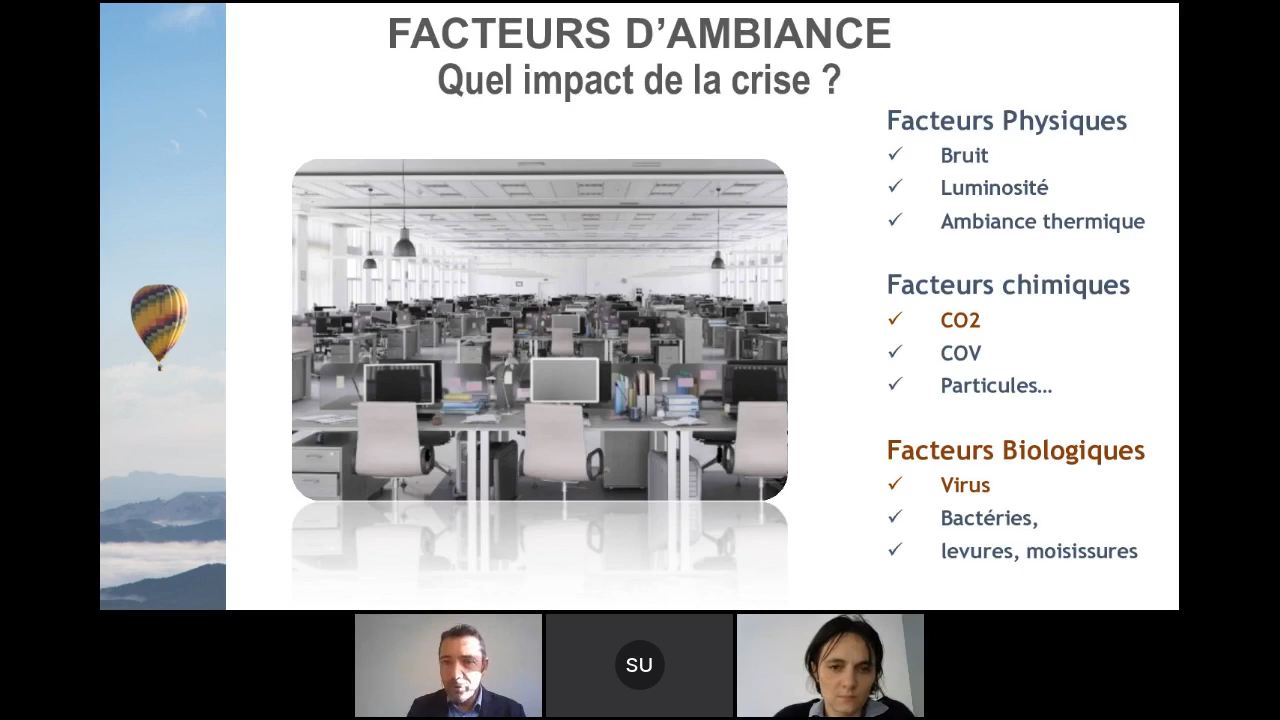 FACTEURS D’AMBIANCE
Quel impact de la crise ?
Facteurs Physiques
✓ Bruit
✓ Luminosité
✓ Ambiance thermique
Facteurs chimiques
✓ CO2
✓ COV
✓ Particules…
Facteurs Biologiques
✓ Virus
✓ Bactéries,
✓ levures, moisissures
SU